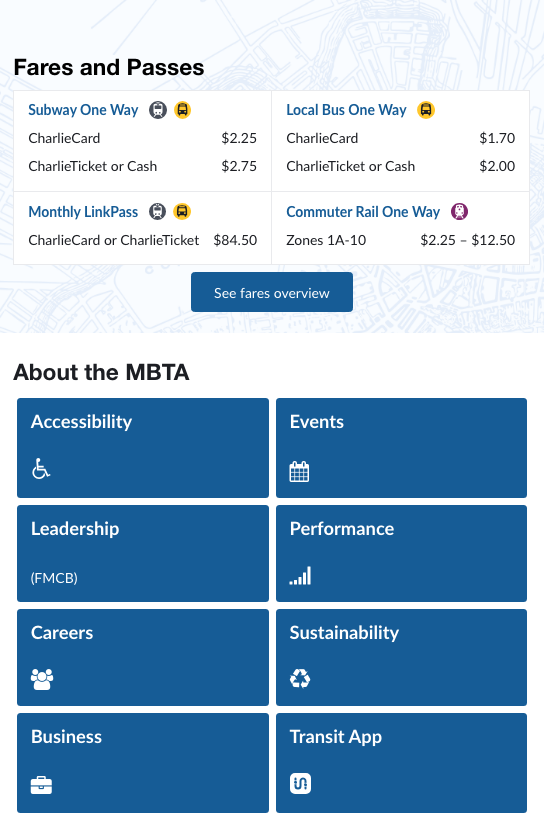 Fares and Passes
Subway One Way
CharlieCard $2.25
CharlieTicket or Cash $2.75
Local Bus One Way
CharlieCard $1.70
CharlieTicket or Cash $2.00
Monthly LinkPass
CharlieCard or CharlieTicket $84.50
Commuter Rail One Way
Zones 1A-10 $2.25 – $12.50
See fares overview
About the MBTA
Accessibility
Events
Leadership
(FMCB)
Performance
Careers
Sustainability
Business
Transit App